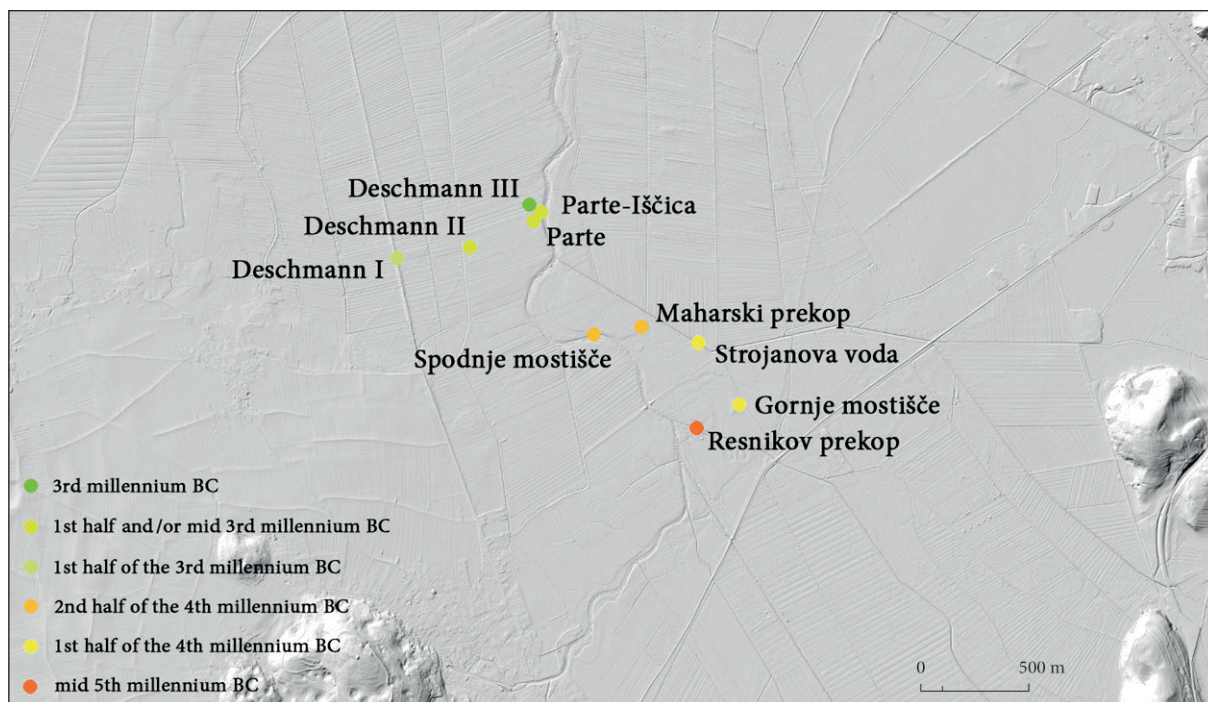 Deschmann III
Parte-Iščica
Deschmann II
Parte
Deschmann I
Maharski prekop
Spodnje mostišče
Strojanova voda
Gornje mostišče
Resnikov prekop
3rd millennium BC
1st half and/or mid 3rd millennium BC
1st half of the 3rd millennium BC
2nd half of the 4th millennium BC
1st half of the 4th millennium BC
mid 5th millennium BC
0 500 m